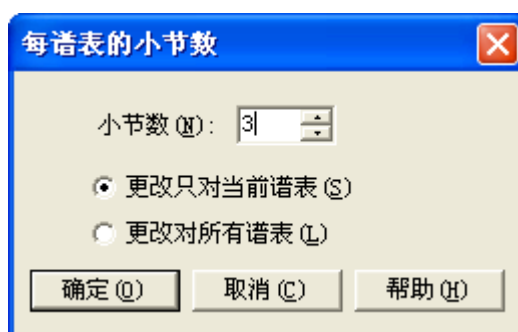 每谱表的小节数
小节数(N): 3
更改只对当前谱表(S)
更改对所有谱表(L)
确定(O) 取消(C) 帮助(H)